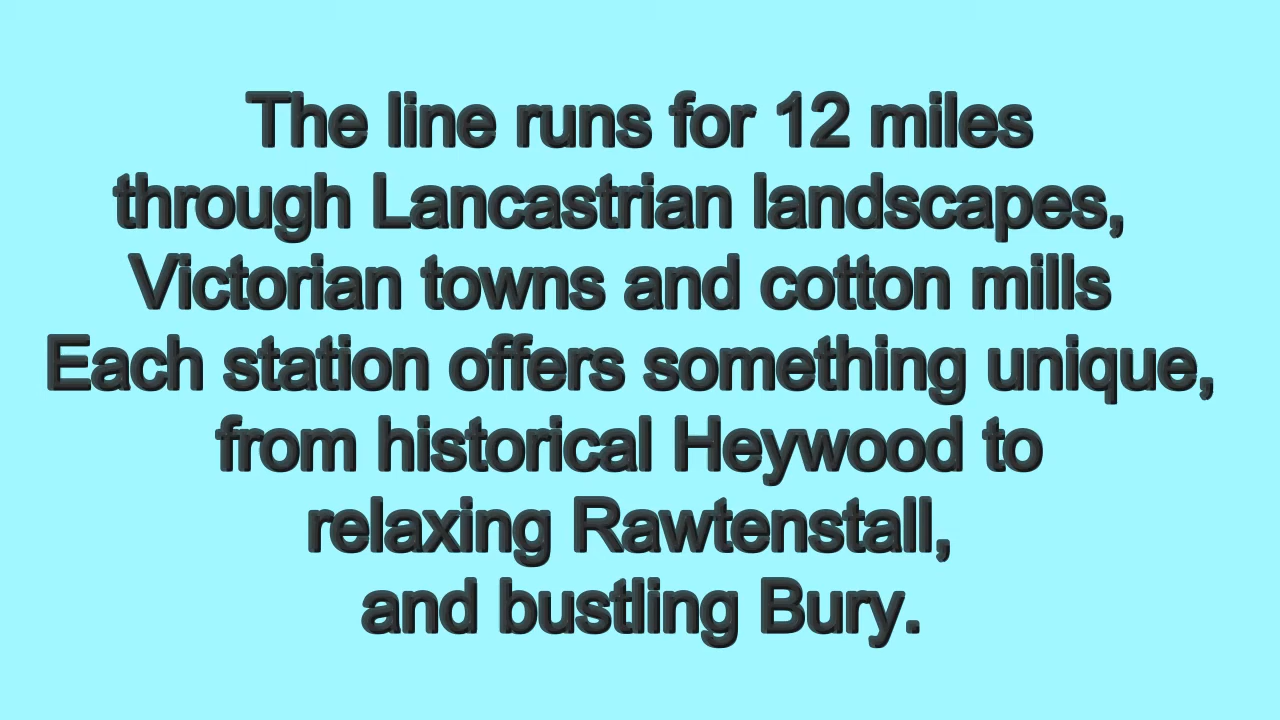 The line runs for 12 miles
through Lancastrian landscapes,
Victorian towns and cotton mills
Each station offers something unique,
from historical Heywood to
relaxing Rawtenstall,
and bustling Bury.